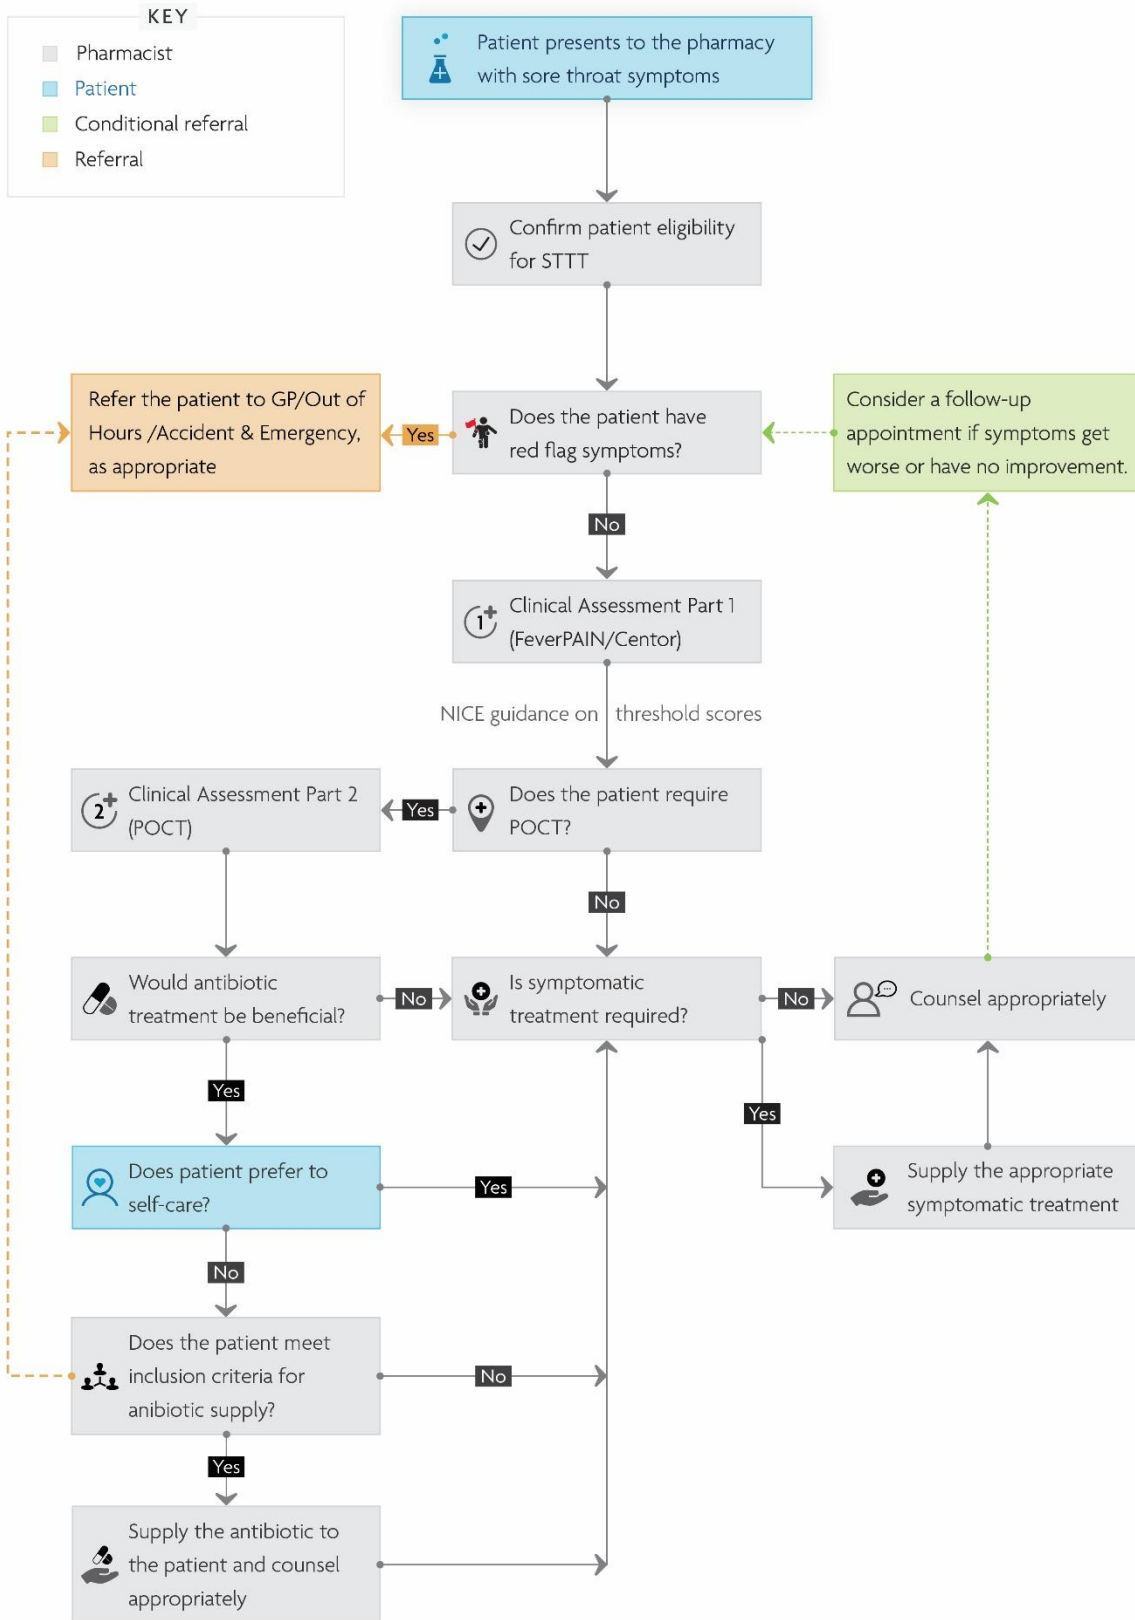 KEY
Pharmacist
Patient
Conditional referral
Referral
Patient presents to the pharmacy
with sore throat symptoms
Confirm patient eligibility
for STTT
Refer the patient to GP/Out of
Hours /Accident & Emergency,
as appropriate
Yes
Does the patient have
red flag symptoms?
Consider a follow-up
appointment if symptoms get
worse or have no improvement.
No
1
Clinical Assessment Part 1
(FeverPAIN/Centor)
NICE guidance on threshold scores
2
Clinical Assessment Part 2
(POCT)
Yes
Does the patient require
POCT?
No
Would antibiotic
treatment be beneficial?
No
Is symptomatic
treatment required?
No
Counsel appropriately
Yes
Yes
Does patient prefer to
self-care?
Yes
Supply the appropriate
symptomatic treatment
No
Does the patient meet
inclusion criteria for
anibiotic supply?
No
Yes
Supply the antibiotic to
the patient and counsel
appropriately